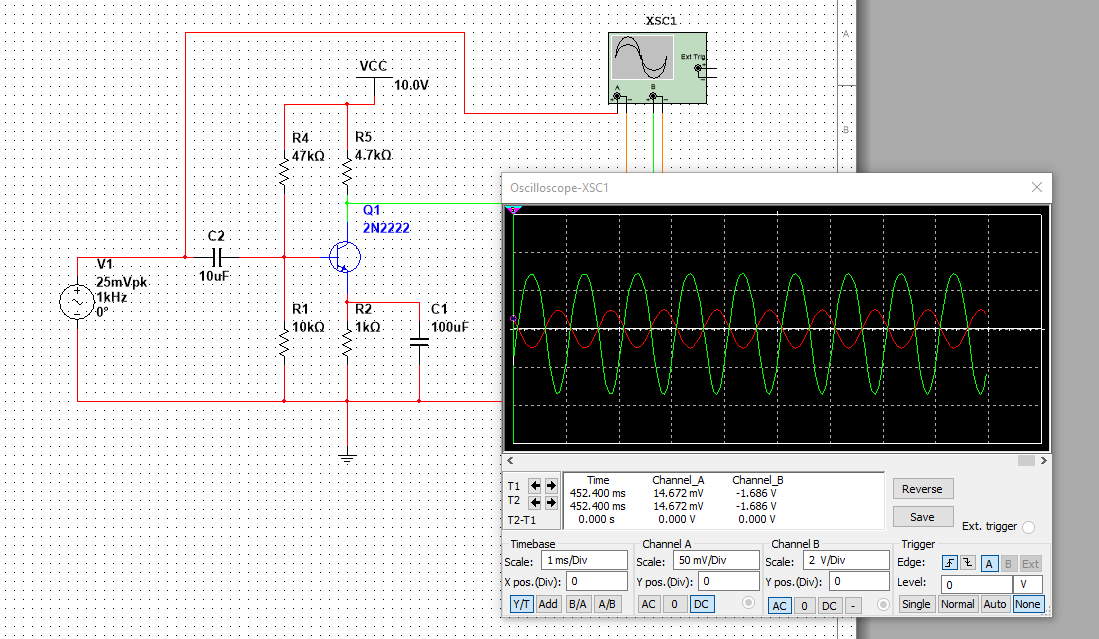 XSC1
A
VCC
10.0V
Ext Trig
+
-
A
B
+ - + -
B
R4
47kΩ
R5
4.7kΩ
Q1
2N2222
C2
10uF
V1
25mVpk
1kHz
0°
R1
10kΩ
R2
1kΩ
C1
100uF
Oscilloscope-XSC1
T1
T2
T2-T1
Time Channel_A Channel_B
452.400 ms 14.672 mV -1.686 V
452.400 ms 14.672 mV -1.686 V
0.000 s 0.000 V 0.000 V
Reverse
Save
Ext. trigger
Timebase
Scale: 1 ms/Div
X pos.(Div): 0
Y/T Add B/A A/B
Channel A
Scale: 50 mV/Div
Y pos.(Div): 0
AC 0 DC
Channel B
Scale: 2 V/Div
Y pos.(Div): 0
AC 0 DC -
Trigger
Edge: A B Ext
Level: 0 V
Single Normal Auto None